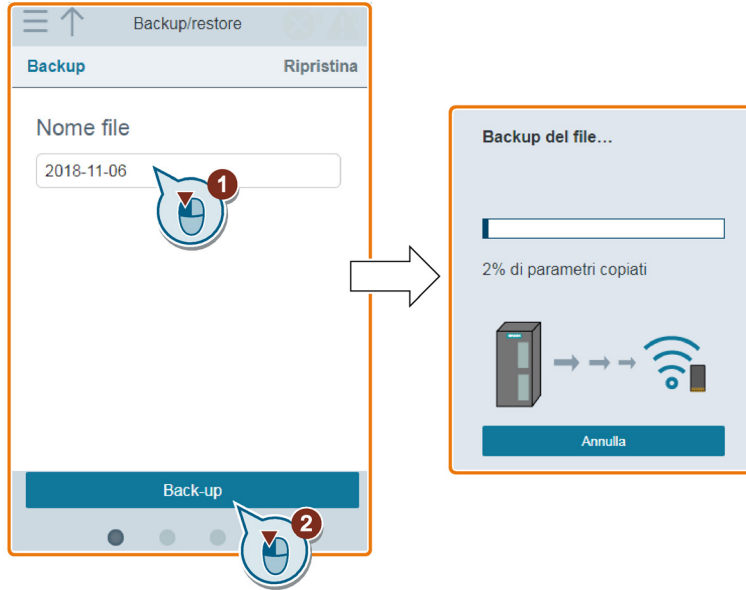 Backup/restore
Backup
Ripristina
Nome file
2018-11-06
1
Back-up
2
Backup del file...
2% di parametri copiati
Annulla